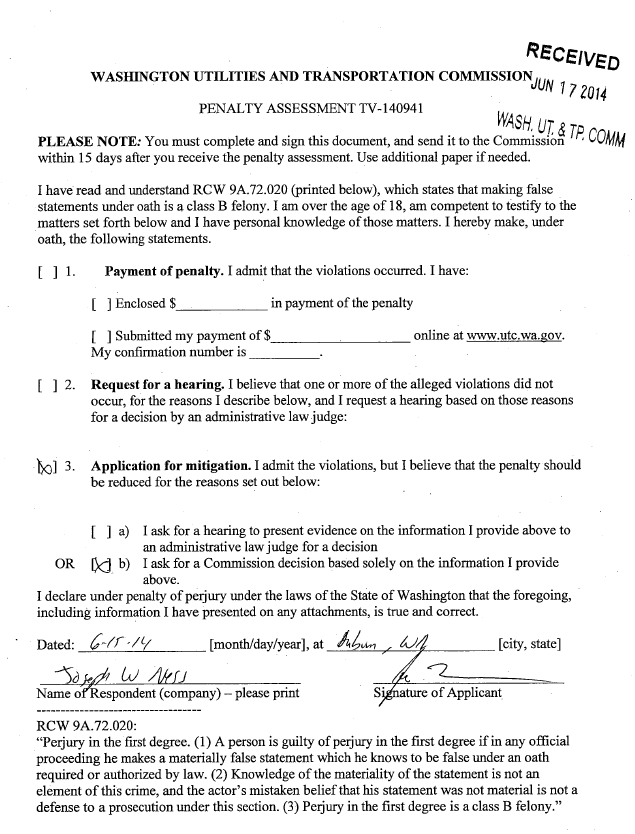 RECEIVED
JUN 17 2014
WASH. UT. & TP. COMM
WASHINGTON UTILITIES AND TRANSPORTATION COMMISSION
PENALTY ASSESSMENT TV-140941
PLEASE NOTE: You must complete and sign this document, and send it to the Commission
within 15 days after you receive the penalty assessment. Use additional paper if needed.
I have read and understand RCW 9A.72.020 (printed below), which states that making false
statements under oath is a class B felony. I am over the age of 18, am competent to testify to the
matters set forth below and I have personal knowledge of those matters. I hereby make, under
oath, the following statements.
[ ] 1. Payment of penalty. I admit that the violations occurred. I have:
[ ] Enclosed $____________ in payment of the penalty
[ ] Submitted my payment of $____________________ online at www.utc.wa.gov.
My confirmation number is __________.
[ ] 2. Request for a hearing. I believe that one or more of the alleged violations did not
occur, for the reasons I describe below, and I request a hearing based on those reasons
for a decision by an administrative law judge:
[X] 3. Application for mitigation. I admit the violations, but I believe that the penalty should
be reduced for the reasons set out below:
[ ] a) I ask for a hearing to present evidence on the information I provide above to
an administrative law judge for a decision
OR [X] b) I ask for a Commission decision based solely on the information I provide
above.
I declare under penalty of perjury under the laws of the State of Washington that the foregoing,
including information I have presented on any attachments, is true and correct.
Dated: 6-15-14 [month/day/year], at Auburn, WA [city, state]
Joseph W Ness
Name of Respondent (company) – please print Signature of Applicant
-----------------------------------
RCW 9A.72.020:
“Perjury in the first degree. (1) A person is guilty of perjury in the first degree if in any official
proceeding he makes a materially false statement which he knows to be false under an oath
required or authorized by law. (2) Knowledge of the materiality of the statement is not an
element of this crime, and the actor's mistaken belief that his statement was not material is not a
defense to a prosecution under this section. (3) Perjury in the first degree is a class B felony.”